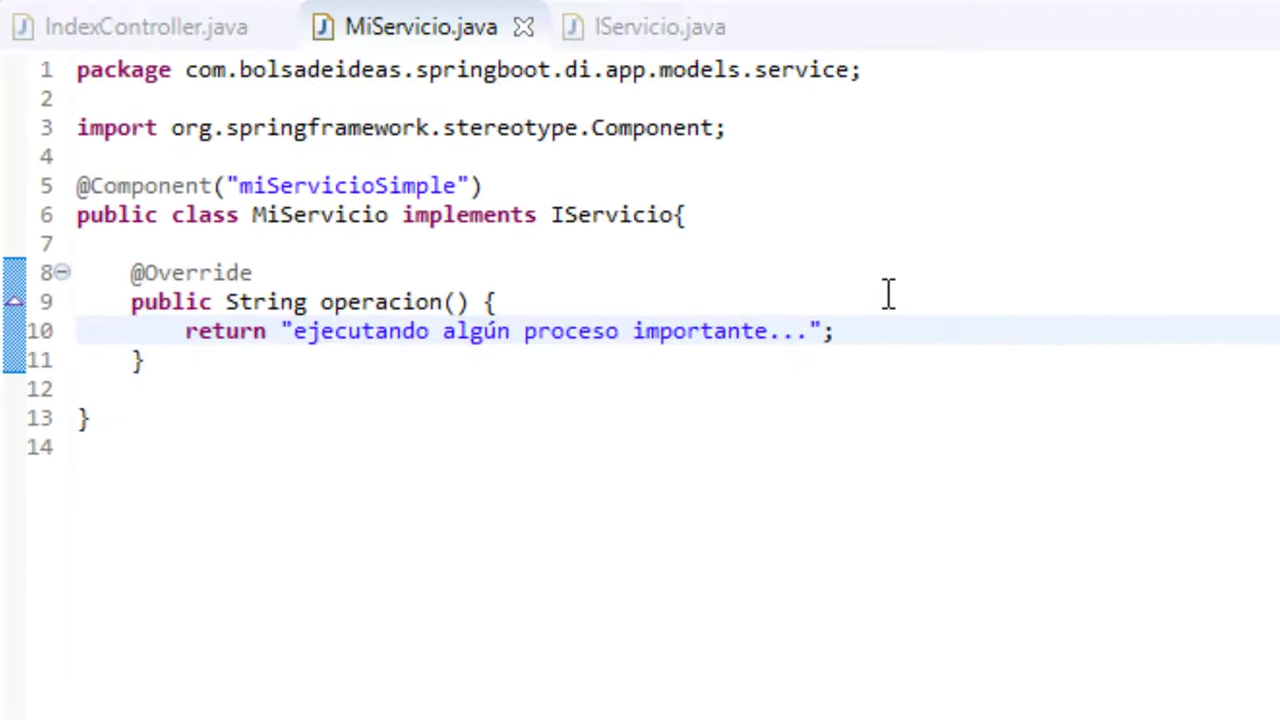 IndexController.java MiServicio.java IServicio.java
1 package com.bolsadeideas.springboot.di.app.models.service;
2
3 import org.springframework.stereotype.Component;
4
5 @Component("miServicioSimple")
6 public class MiServicio implements IServicio{
7
8 @Override
9 public String operacion() {
10 return "ejecutando algún proceso importante...";
11 }
12
13 }
14